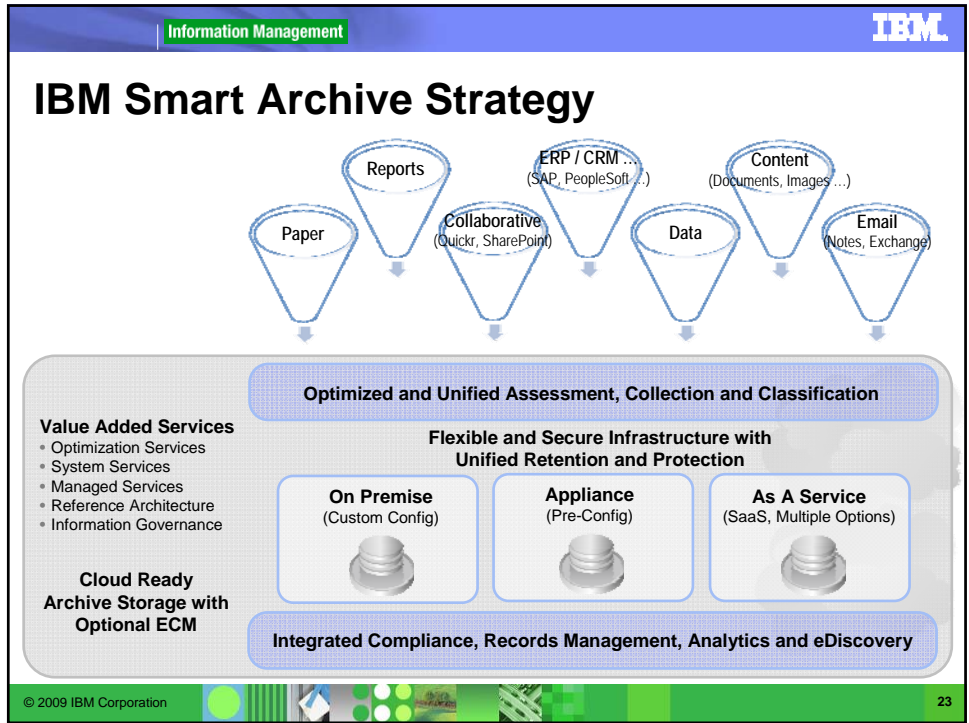 Information Management
IBM.
IBM Smart Archive Strategy
Reports
ERP / CRM ...
(SAP, PeopleSoft ...)
Content
(Documents, Images ...)
Paper
Collaborative
(Quickr, SharePoint)
Data
Email
(Notes, Exchange)
Optimized and Unified Assessment, Collection and Classification
Value Added Services
• Optimization Services
• System Services
• Managed Services
• Reference Architecture
• Information Governance
Cloud Ready
Archive Storage with
Optional ECM
Flexible and Secure Infrastructure with
Unified Retention and Protection
On Premise
(Custom Config)
Appliance
(Pre-Config)
As A Service
(SaaS, Multiple Options)
Integrated Compliance, Records Management, Analytics and eDiscovery
© 2009 IBM Corporation
23